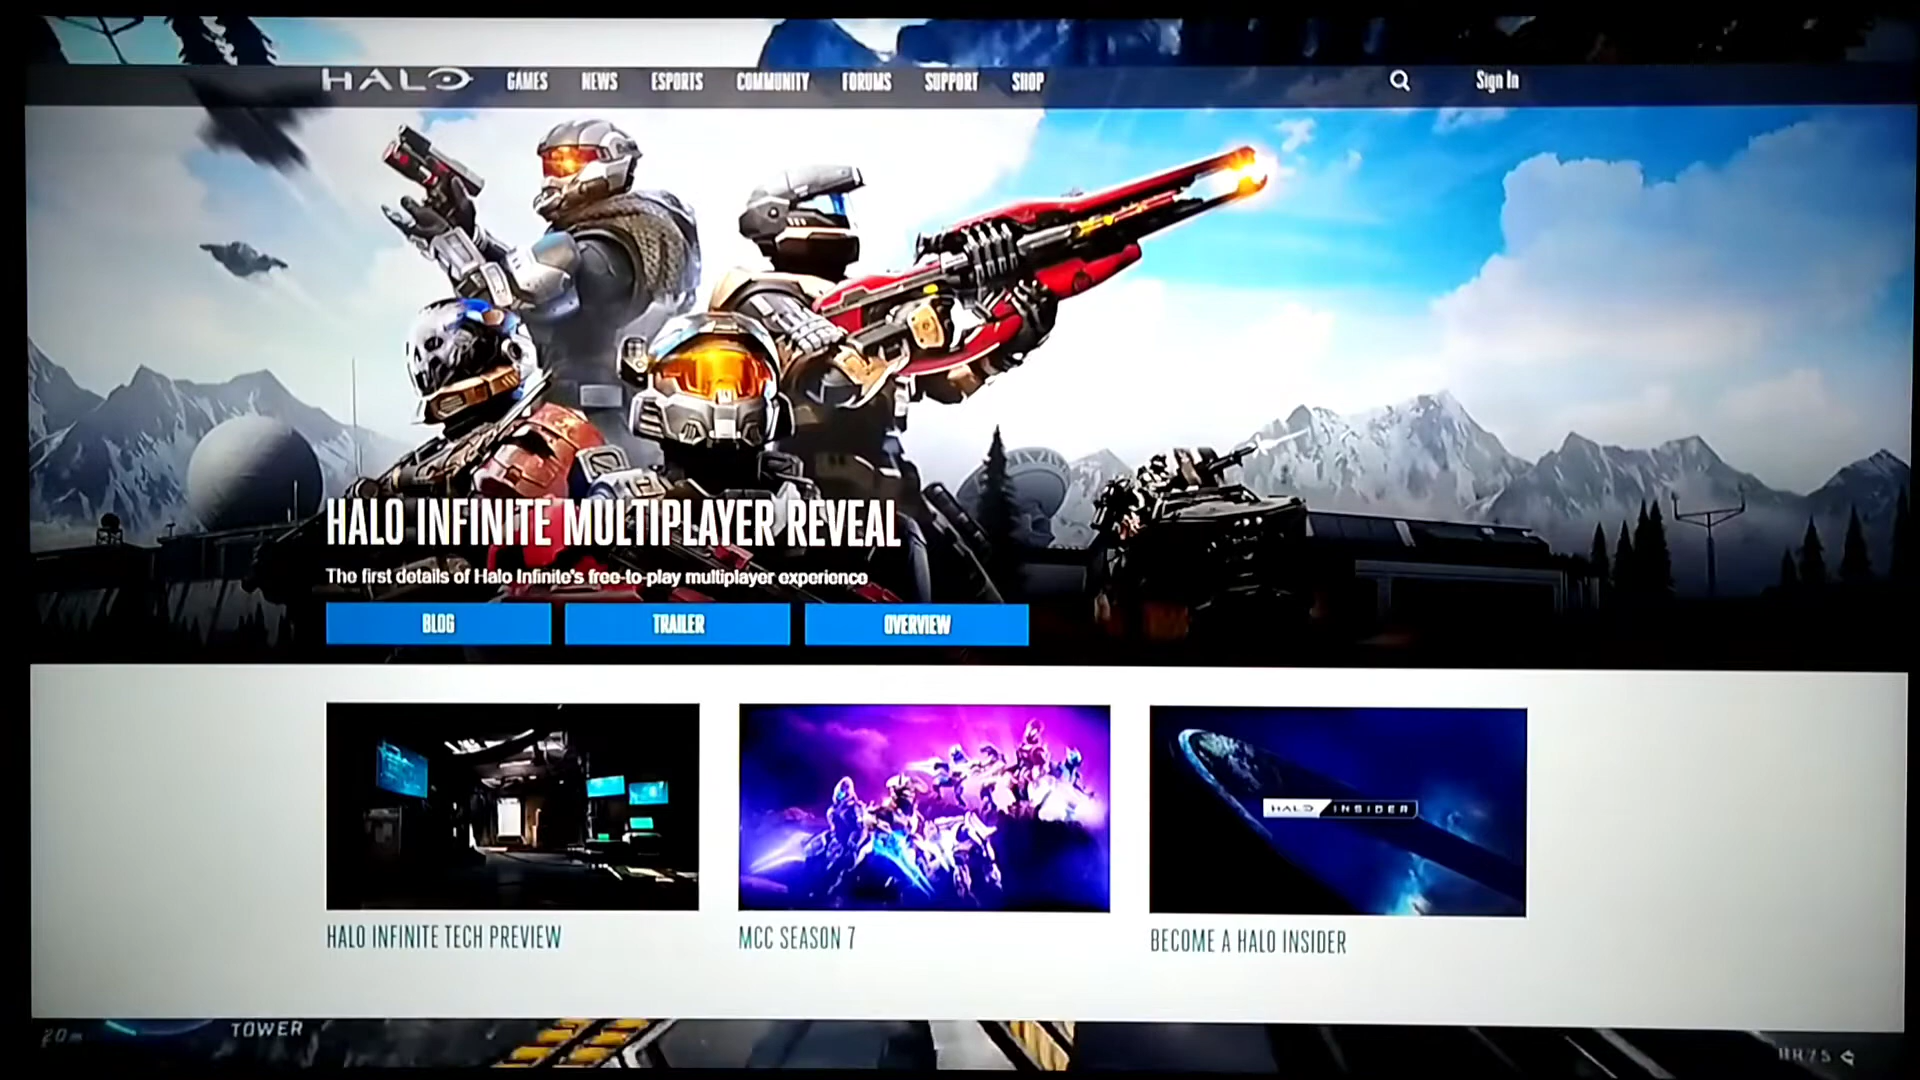 HALO GAMES NEWS ESPORTS COMMUNITY FORUMS SUPPORT SHOP Sign In
HALO INFINITE MULTIPLAYER REVEAL
The first details of Halo Infinite's free-to-play multiplayer experience
BLOG TRAILER OVERVIEW
HALO INSIDER
HALO INFINITE TECH PREVIEW
MCC SEASON 7
BECOME A HALO INSIDER
20m TOWER
BR75